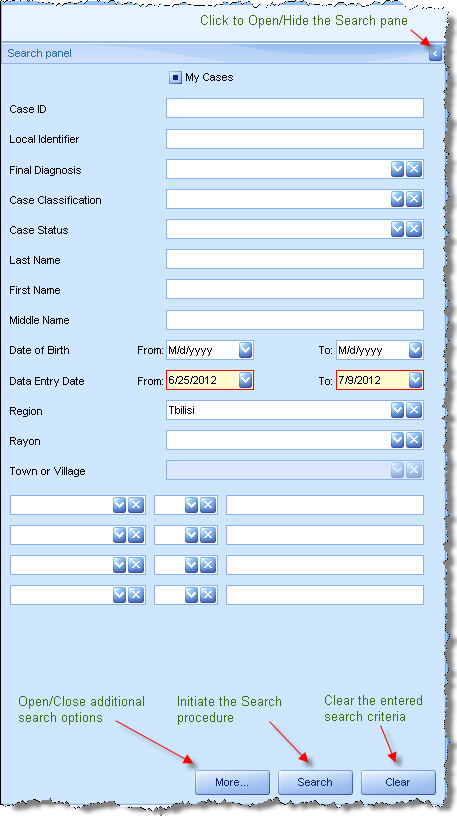 Click to Open/Hide the Search pane
Search panel
My Cases
Case ID
Local Identifier
Final Diagnosis
Case Classification
Case Status
Last Name
First Name
Middle Name
Date of Birth From: M/d/yyyy To: M/d/yyyy
Data Entry Date From: 6/25/2012 To: 7/9/2012
Region Tbilisi
Rayon
Town or Village
Open/Close additional search options
Initiate the Search procedure
Clear the entered search criteria
More... Search Clear